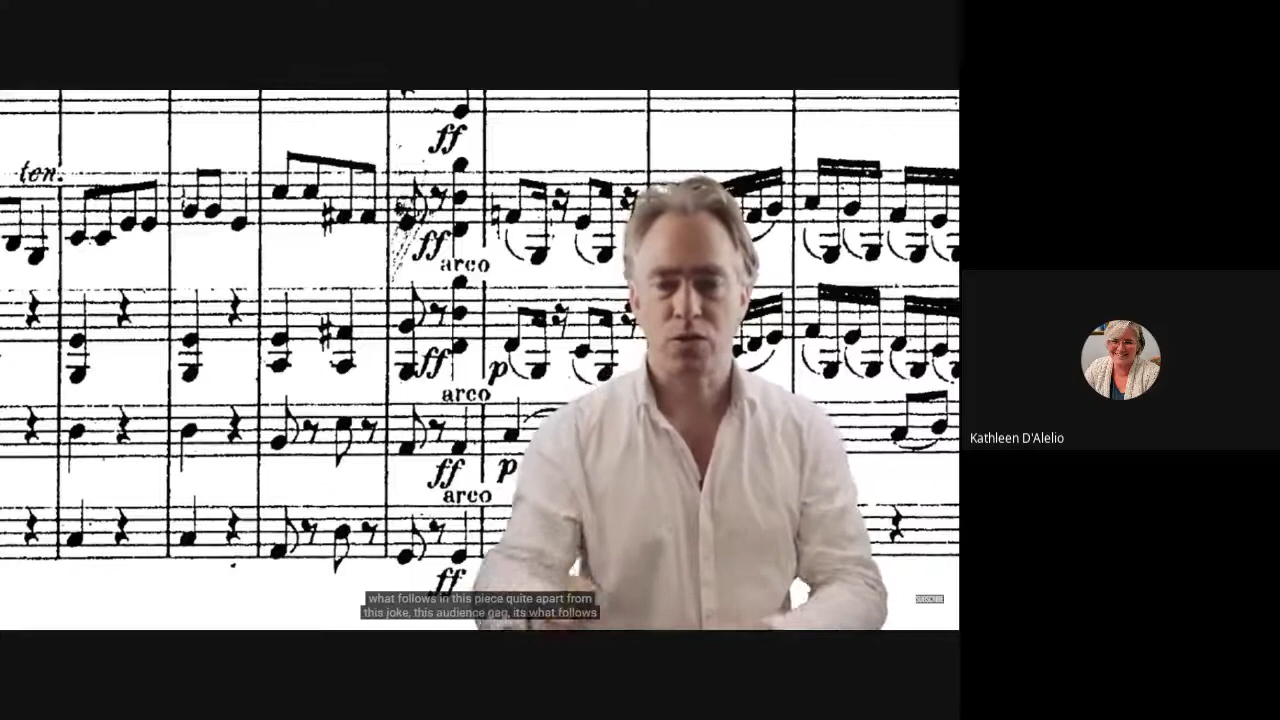 ff
ten.
ff
arco
ff
p
arco
ff
p
arco
ff
what follows in this piece quite apart from
this joke, this audience gag, its what follows
SUBSCRIBE
Kathleen D'Alelio